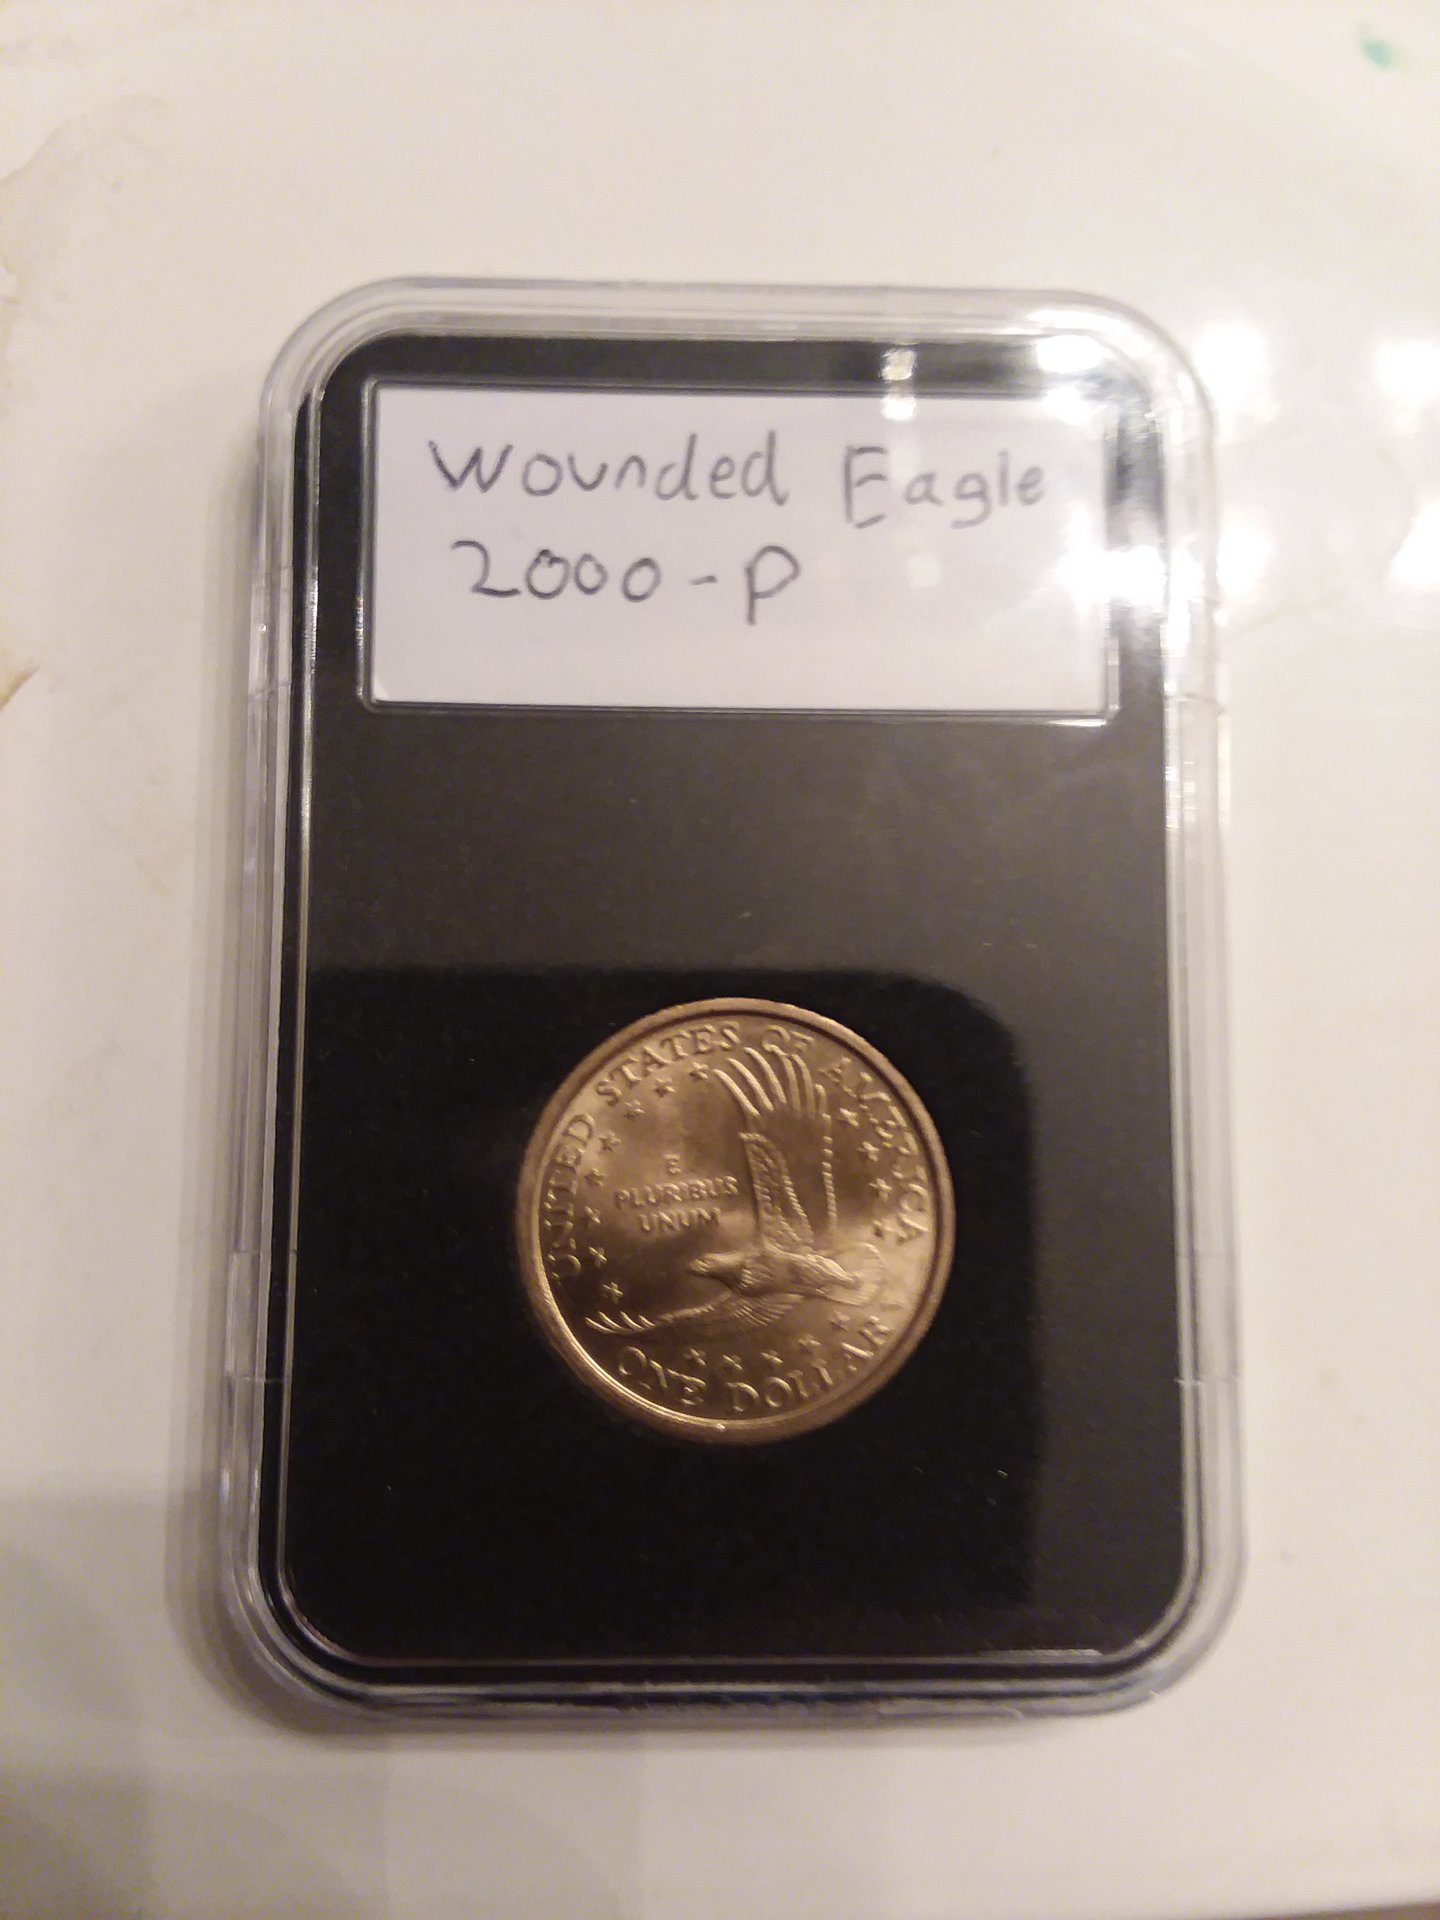 Wounded Eagle
2000-P
UNITED STATES OF AMERICA
E
PLURIBUS
UNUM
ONE DOLLAR